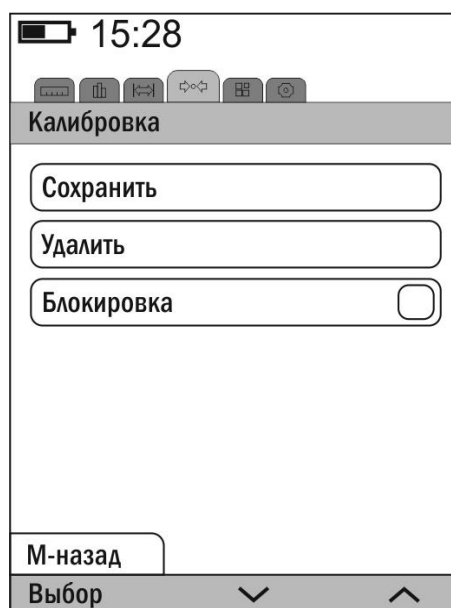 15:28
Калибровка
Сохранить
Удалить
Блокировка
М-назад
Выбор